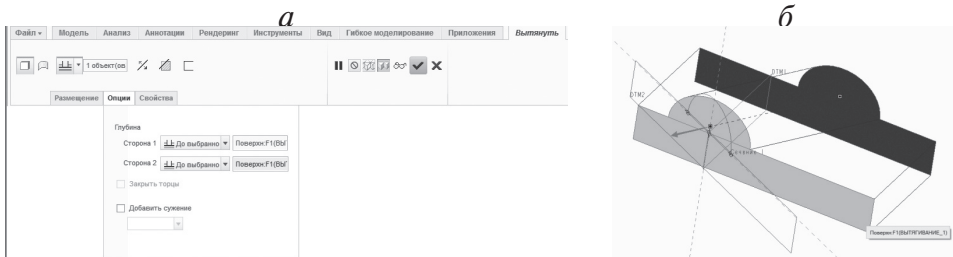 а
б
Файл Модель Анализ Аннотации Рендеринг Инструменты Вид Гибкое моделирование Приложения Вытянуть
1 объект(ов
Размещение Опции Свойства
Глубина
Сторона 1 До выбранно Поверхн:F1(ВЫ
Сторона 2 До выбранно Поверхн:F1(ВЫ
Закрыть торцы
Добавить сужение
DTM1
DTM2
Поверхн:F1(ВЫТЯГИВАНИЕ_1)